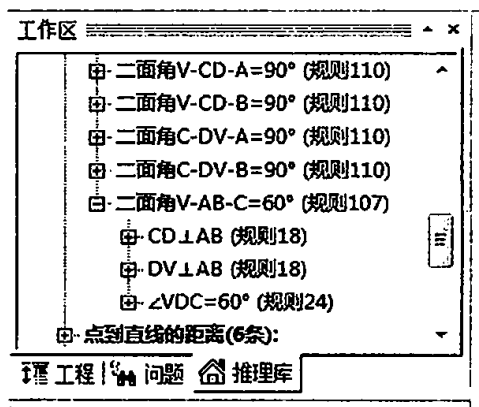 工作区
二面角V-CD-A=90° (规则110)
二面角V-CD-B=90° (规则110)
二面角C-DV-A=90° (规则110)
二面角C-DV-B=90° (规则110)
二面角V-AB-C=60° (规则107)
CD⊥AB (规则18)
DV⊥AB (规则18)
∠VDC=60° (规则24)
点到直线的距离(6条):
工程 问题 推理库